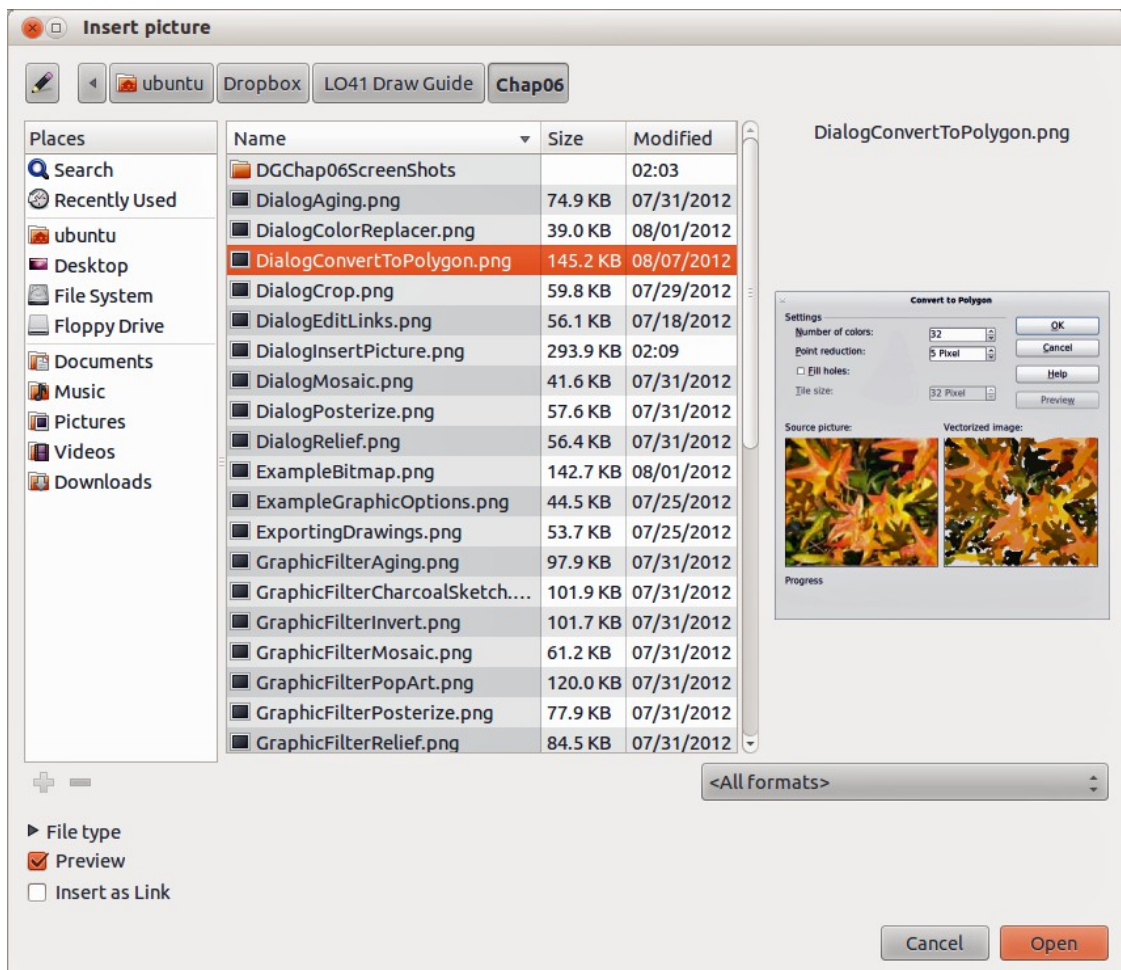 Insert picture
ubuntu Dropbox LO41 Draw Guide Chap06
Places
Search
Recently Used
ubuntu
Desktop
File System
Floppy Drive
Documents
Music
Pictures
Videos
Downloads
Name Size Modified
DGChap06ScreenShots 02:03
DialogAging.png 74.9 KB 07/31/2012
DialogColorReplacer.png 39.0 KB 08/01/2012
DialogConvertToPolygon.png 145.2 KB 08/07/2012
DialogCrop.png 59.8 KB 07/29/2012
DialogEditLinks.png 56.1 KB 07/18/2012
DialogInsertPicture.png 293.9 KB 02:09
DialogMosaic.png 41.6 KB 07/31/2012
DialogPosterize.png 57.6 KB 07/31/2012
DialogRelief.png 56.4 KB 07/31/2012
ExampleBitmap.png 142.7 KB 08/01/2012
ExampleGraphicOptions.png 44.5 KB 07/25/2012
ExportingDrawings.png 53.7 KB 07/25/2012
GraphicFilterAging.png 97.9 KB 07/31/2012
GraphicFilterCharcoalSketch.... 101.9 KB 07/31/2012
GraphicFilterInvert.png 101.7 KB 07/31/2012
GraphicFilterMosaic.png 61.2 KB 07/31/2012
GraphicFilterPopArt.png 120.0 KB 07/31/2012
GraphicFilterPosterize.png 77.9 KB 07/31/2012
GraphicFilterRelief.png 84.5 KB 07/31/2012
DialogConvertToPolygon.png
Convert to Polygon
Settings
Number of colors: 32 OK
Point reduction: 5 Pixel Cancel
Fill holes: Help
Tile size: 32 Pixel Preview
Source picture: Vectorized image:
Progress
<All formats>
File type
Preview
Insert as Link
Cancel Open